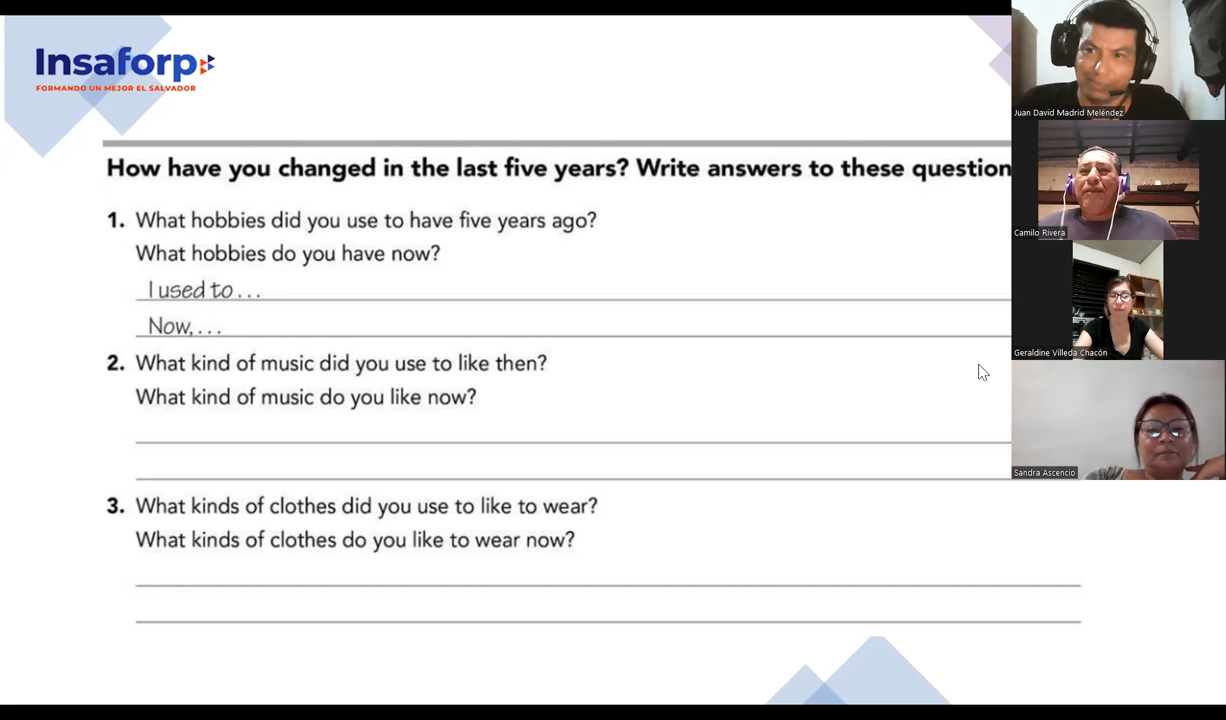 Insaforp
FORMANDO UN MEJOR EL SALVADOR
How have you changed in the last five years? Write answers to these question
1. What hobbies did you use to have five years ago?
What hobbies do you have now?
I used to . . .
Now, . . .
2. What kind of music did you use to like then?
What kind of music do you like now?
3. What kinds of clothes did you use to like to wear?
What kinds of clothes do you like to wear now?
Juan David Madrid Meléndez
Camilo Rivera
Geraldine Villeda Chacón
Sandra Ascencio